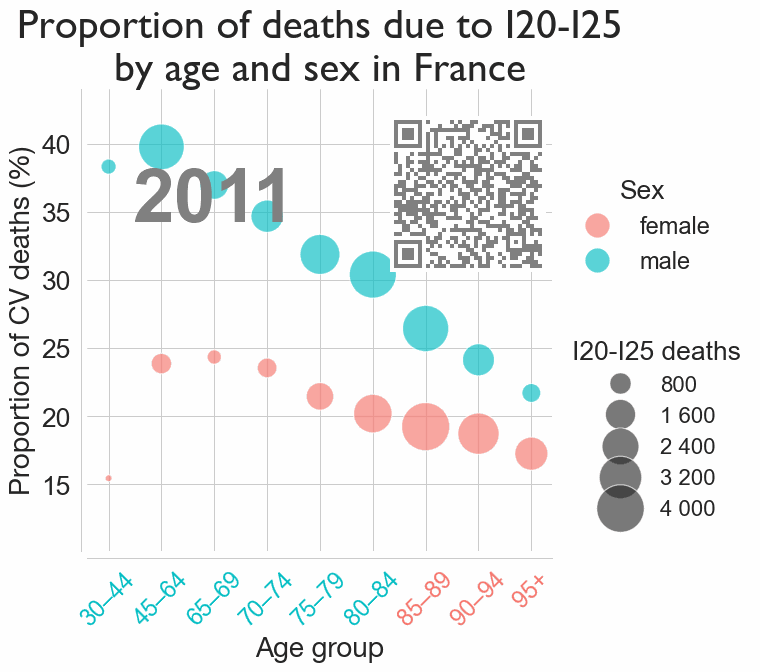 Proportion of deaths due to I20-I25
by age and sex in France
Proportion of CV deaths (%)
40
35
30
25
20
15
2011
30–44
45–64
65–69
70–74
75–79
80–84
85–89
90–94
95+
Age group
Sex
female
male
I20-I25 deaths
800
1 600
2 400
3 200
4 000